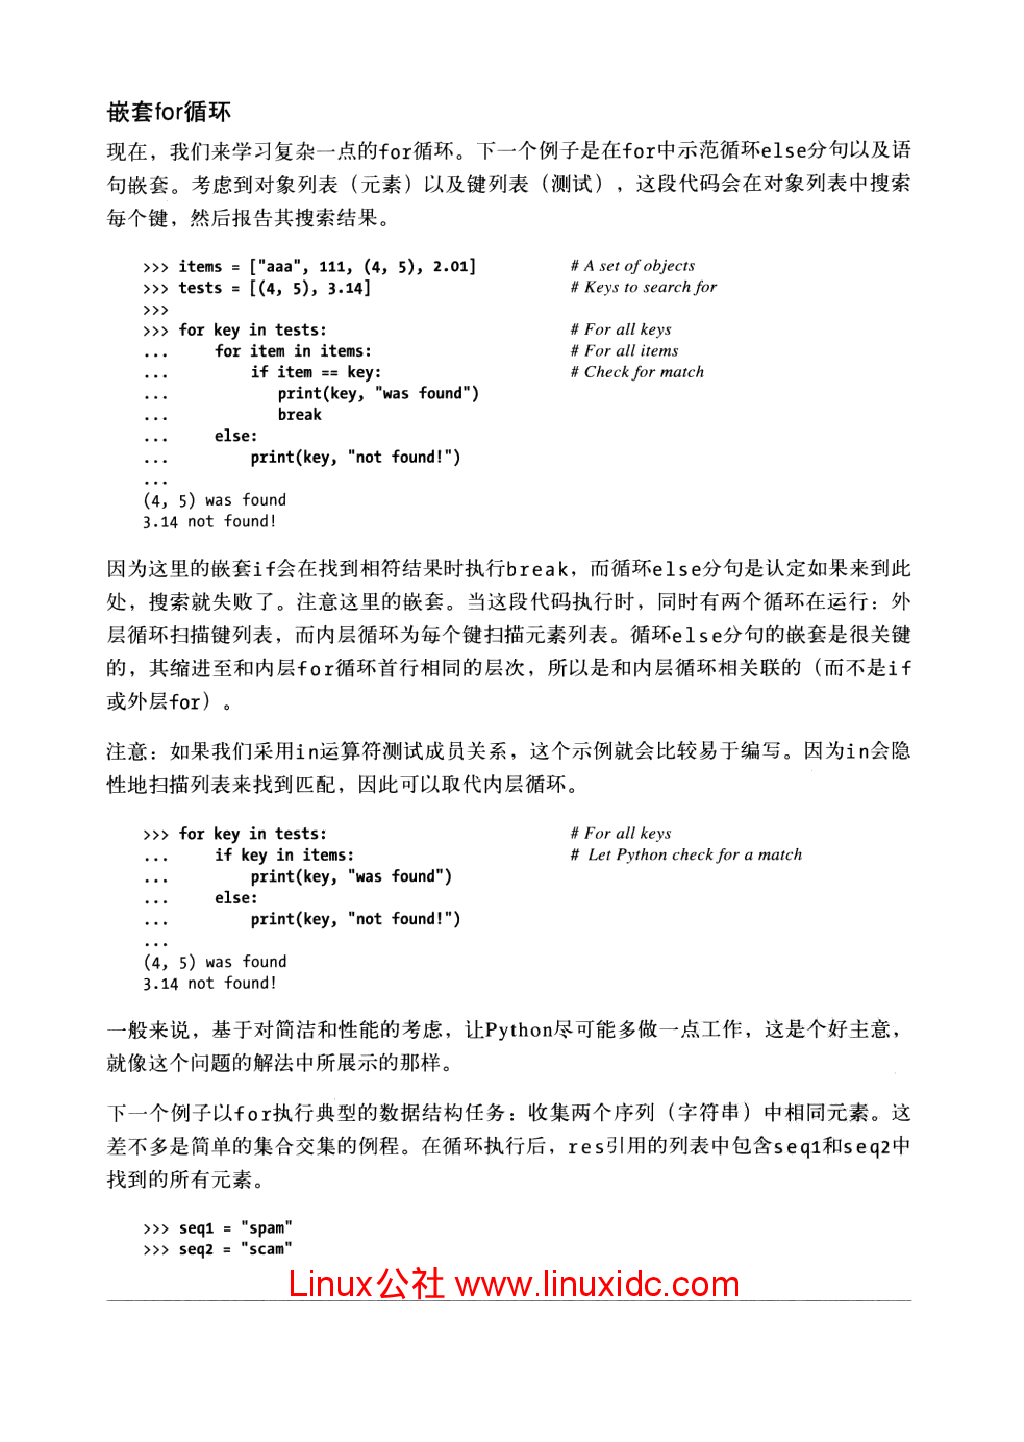 嵌套for循环
现在，我们来学习复杂一点的for循环。下一个例子是在for中示范循环else分句以及语
句嵌套。考虑到对象列表（元素）以及键列表（测试），这段代码会在对象列表中搜索
每个键，然后报告其搜索结果。
>>> items = ["aaa", 111, (4, 5), 2.01] # A set of objects
>>> tests = [(4, 5), 3.14] # Keys to search for
>>>
>>> for key in tests: # For all keys
... for item in items: # For all items
... if item == key: # Check for match
... print(key, "was found")
... break
... else:
... print(key, "not found!")
...
(4, 5) was found
3.14 not found!
因为这里的嵌套if会在找到相符结果时执行break，而循环else分句是认定如果来到此
处，搜索就失败了。注意这里的嵌套。当这段代码执行时，同时有两个循环在运行：外
层循环扫描键列表，而内层循环为每个键扫描元素列表。循环else分句的嵌套是很关键
的，其缩进至和内层for循环首行相同的层次，所以是和内层循环相关联的（而不是if
或外层for）。
注意：如果我们采用in运算符测试成员关系，这个示例就会比较易于编写。因为in会隐
性地扫描列表来找到匹配，因此可以取代内层循环。
>>> for key in tests: # For all keys
... if key in items: # Let Python check for a match
... print(key, "was found")
... else:
... print(key, "not found!")
...
(4, 5) was found
3.14 not found!
一般来说，基于对简洁和性能的考虑，让Python尽可能多做一点工作，这是个好主意，
就像这个问题的解法中所展示的那样。
下一个例子以for执行典型的数据结构任务：收集两个序列（字符串）中相同元素。这
差不多是简单的集合交集的例程。在循环执行后，res引用的列表中包含seq1和seq2中
找到的所有元素。
>>> seq1 = "spam"
>>> seq2 = "scam"
Linux公社 www.linuxidc.com